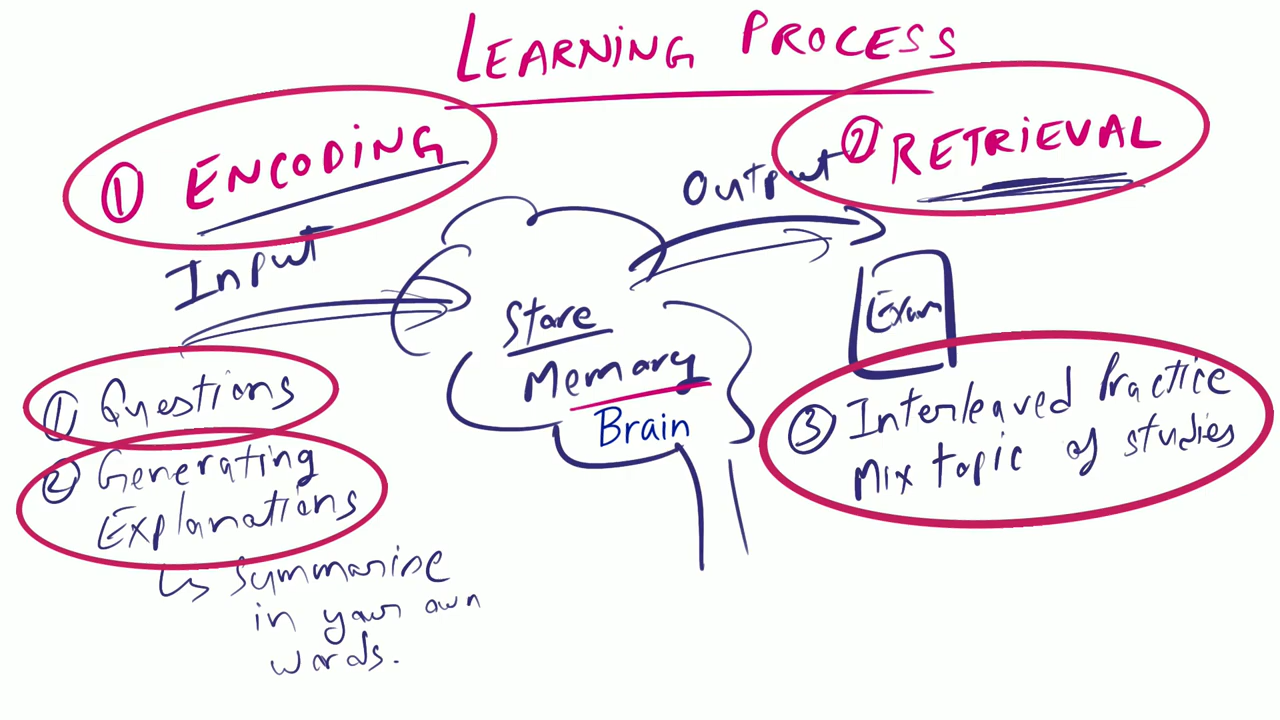 LEARNING PROCESS
① ENCODING
② RETRIEVAL
Input
Output
Store
Memory
Brain
Exam
① Questions
② Generating
Explanations
↳ Summarise
in your own
words.
③ Interleaved Practice
Mix topic of studies